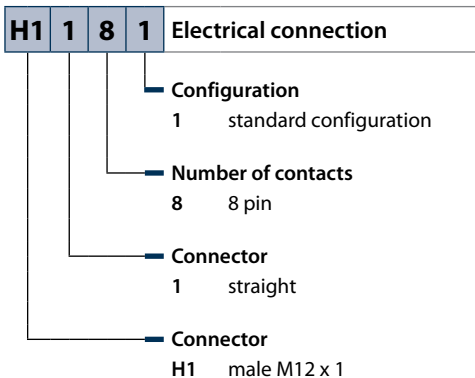 H1 1 8 1 Electrical connection
Configuration
1 standard configuration
Number of contacts
8 8 pin
Connector
1 straight
Connector
H1 male M12 x 1